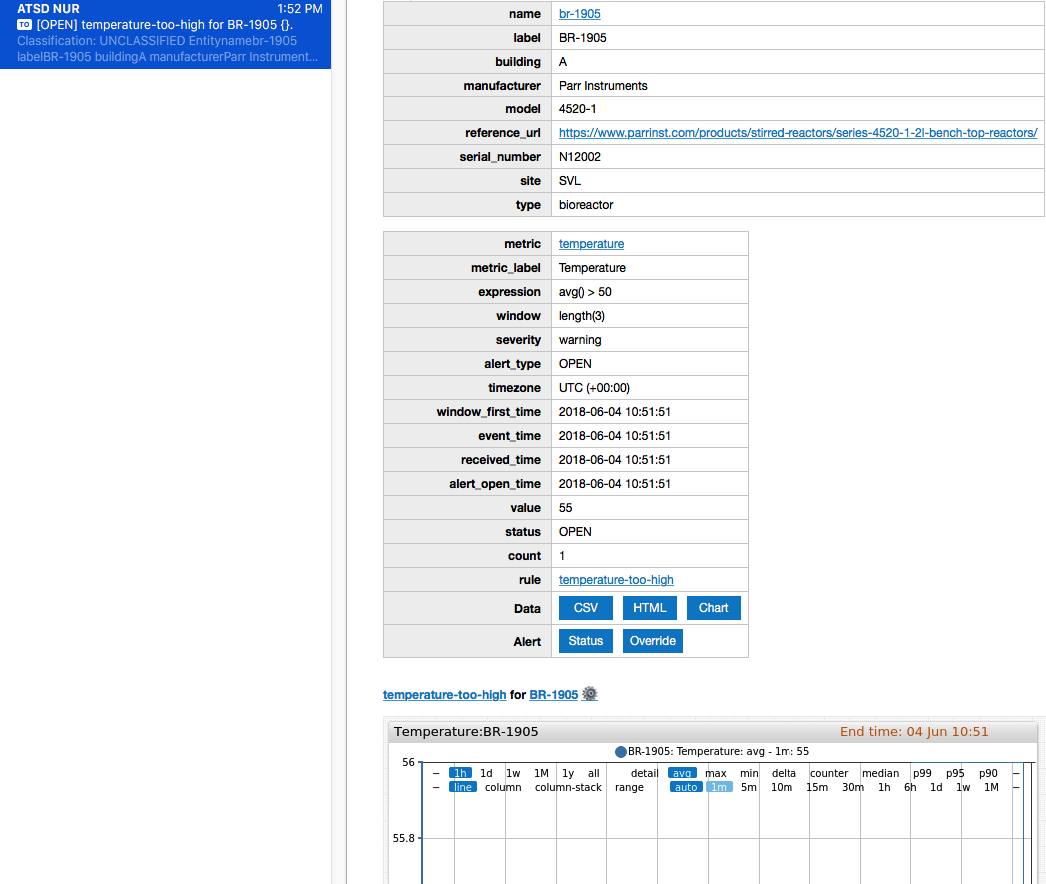 ATSD NUR 1:52 PM
TO [OPEN] temperature-too-high for BR-1905 {}.
Classification: UNCLASSIFIED Entitynamebr-1905
labelBR-1905 buildingA manufacturerParr Instrument...
name br-1905
label BR-1905
building A
manufacturer Parr Instruments
model 4520-1
reference_url https://www.parrinst.com/products/stirred-reactors/series-4520-1-2l-bench-top-reactors/
serial_number N12002
site SVL
type bioreactor
metric temperature
metric_label Temperature
expression avg() > 50
window length(3)
severity warning
alert_type OPEN
timezone UTC (+00:00)
window_first_time 2018-06-04 10:51:51
event_time 2018-06-04 10:51:51
received_time 2018-06-04 10:51:51
alert_open_time 2018-06-04 10:51:51
value 55
status OPEN
count 1
rule temperature-too-high
Data CSV HTML Chart
Alert Status Override
temperature-too-high for BR-1905
Temperature:BR-1905 End time: 04 Jun 10:51
BR-1905: Temperature: avg - 1m: 55
56
– 1h 1d 1w 1M 1y all detail avg max min delta counter median p99 p95 p90 –
– line column column-stack range auto 1m 5m 10m 15m 30m 1h 6h 1d 1w 1M –
55.8